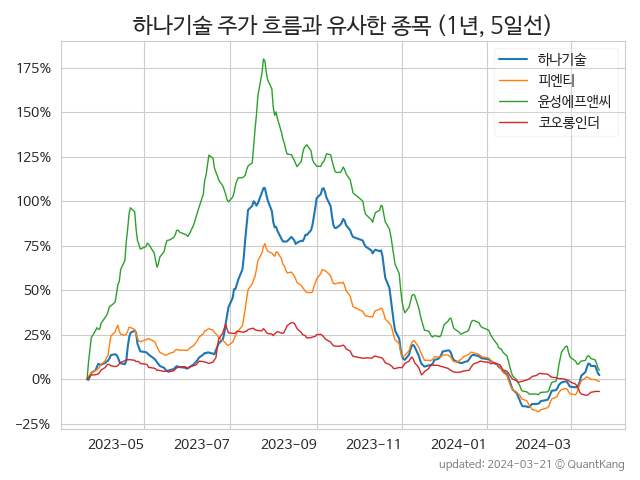 하나기술 주가 흐름과 유사한 종목 (1년, 5일선)
하나기술
피엔티
윤성에프앤씨
코오롱인더
175%
150%
125%
100%
75%
50%
25%
0%
−25%
2023-05 2023-07 2023-09 2023-11 2024-01 2024-03
updated: 2024-03-21 © QuantKang